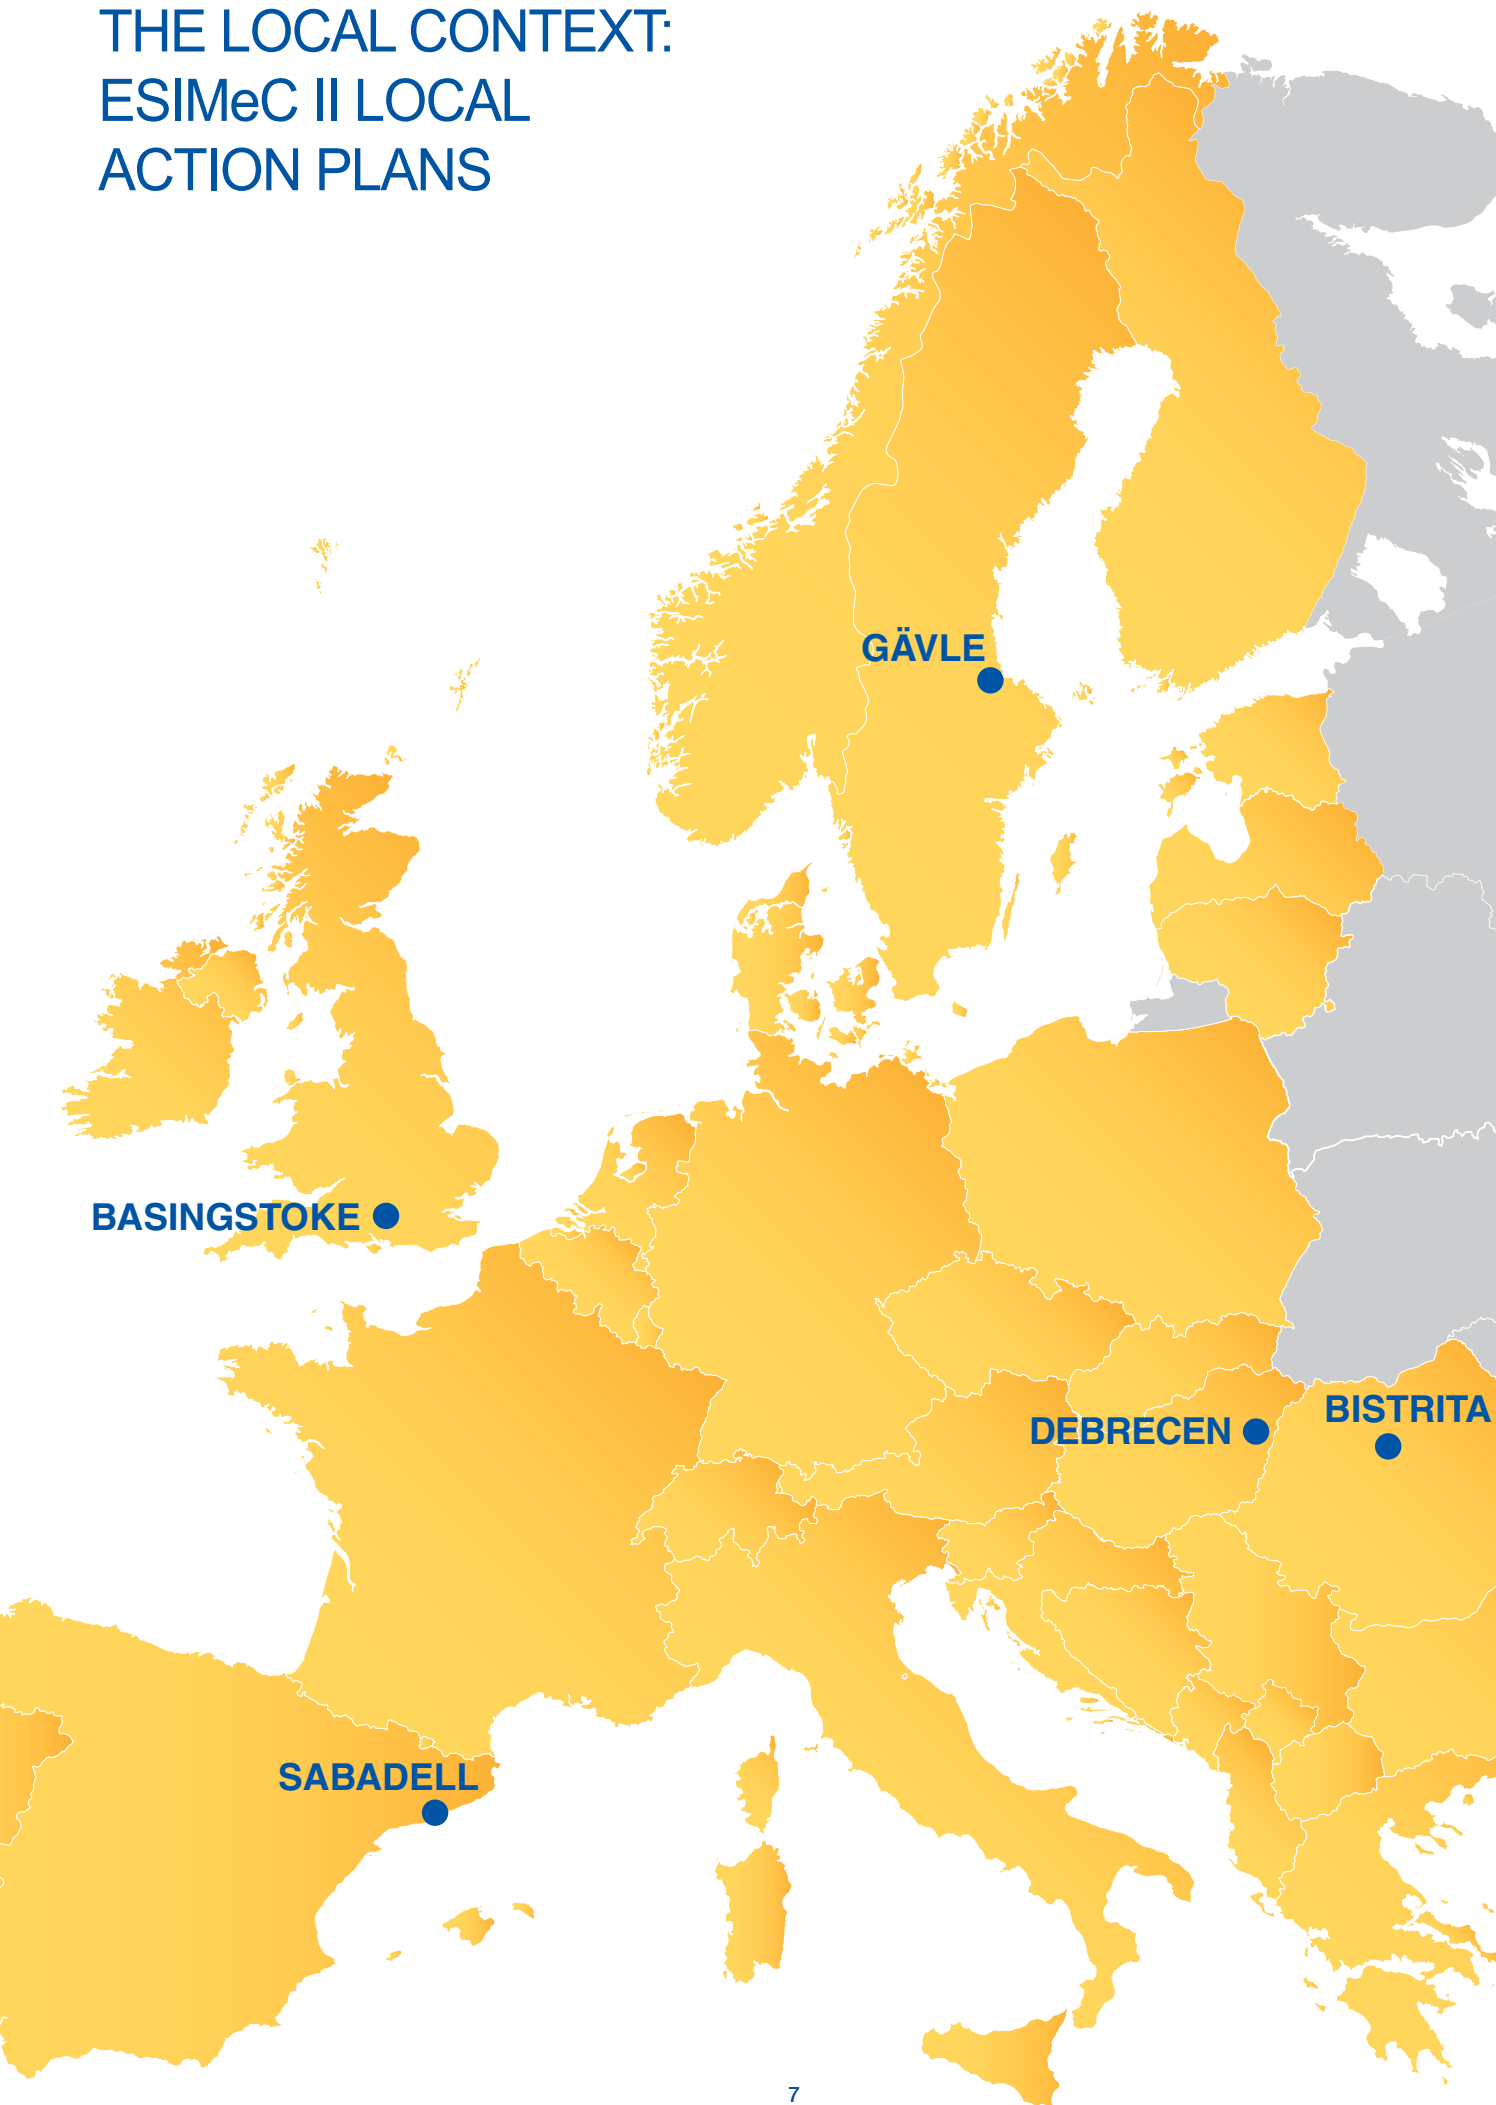 THE LOCAL CONTEXT:
ESIMeC II LOCAL
ACTION PLANS
GÄVLE
BASINGSTOKE
DEBRECEN
BISTRITA
SABADELL
7